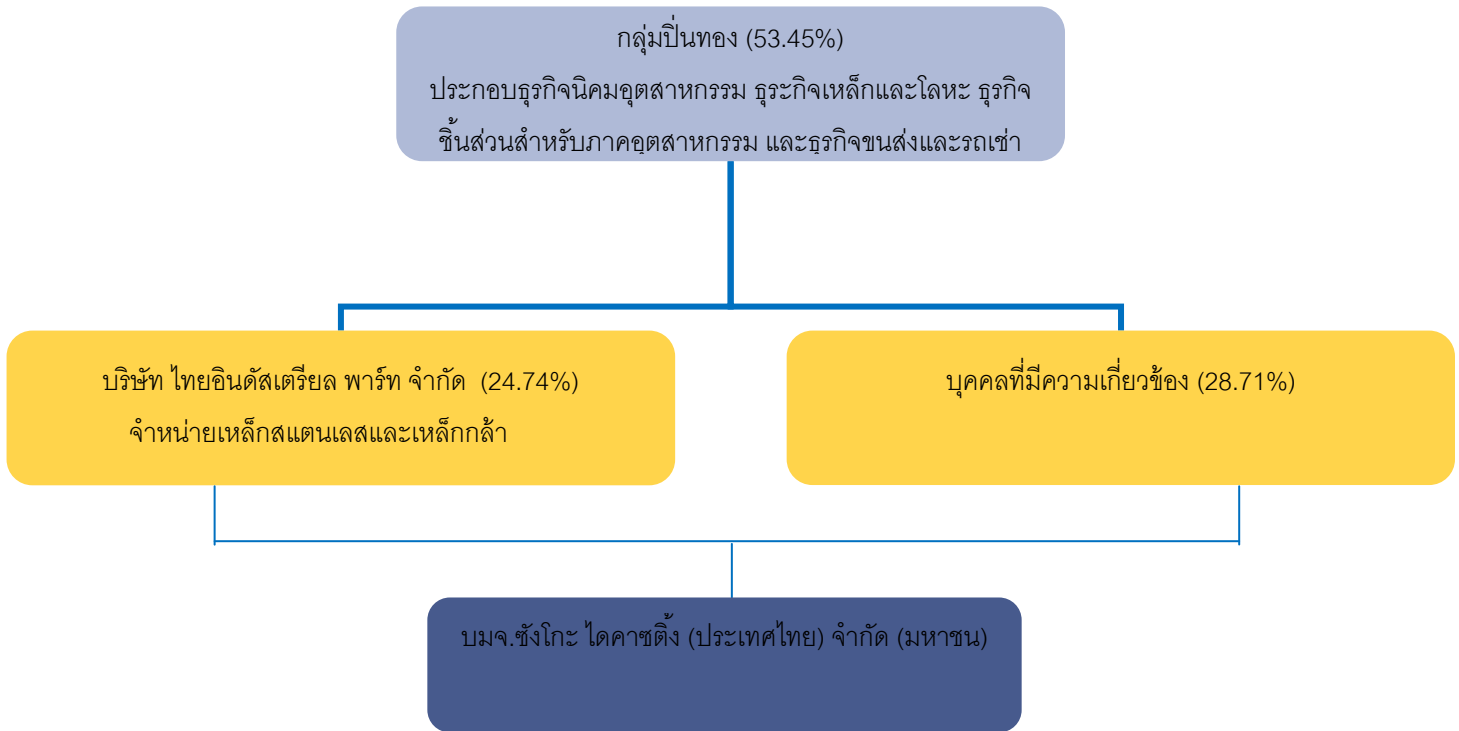 กลุ่มปิ่นทอง (53.45%)
ประกอบธุรกิจนิคมอุตสาหกรรม ธุระกิจเหล็กและโลหะ ธุรกิจ
ชิ้นส่วนสำหรับภาคอุตสาหกรรม และธุรกิจขนส่งและรถเช่า
บริษัท ไทยอินดัสเตรียล พาร์ท จำกัด (24.74%)
จำหน่ายเหล็กสแตนเลสและเหล็กกล้า
บุคคลที่มีความเกี่ยวข้อง (28.71%)
บมจ.ซังโกะ ไดคาซติ้ง (ประเทศไทย) จำกัด (มหาชน)